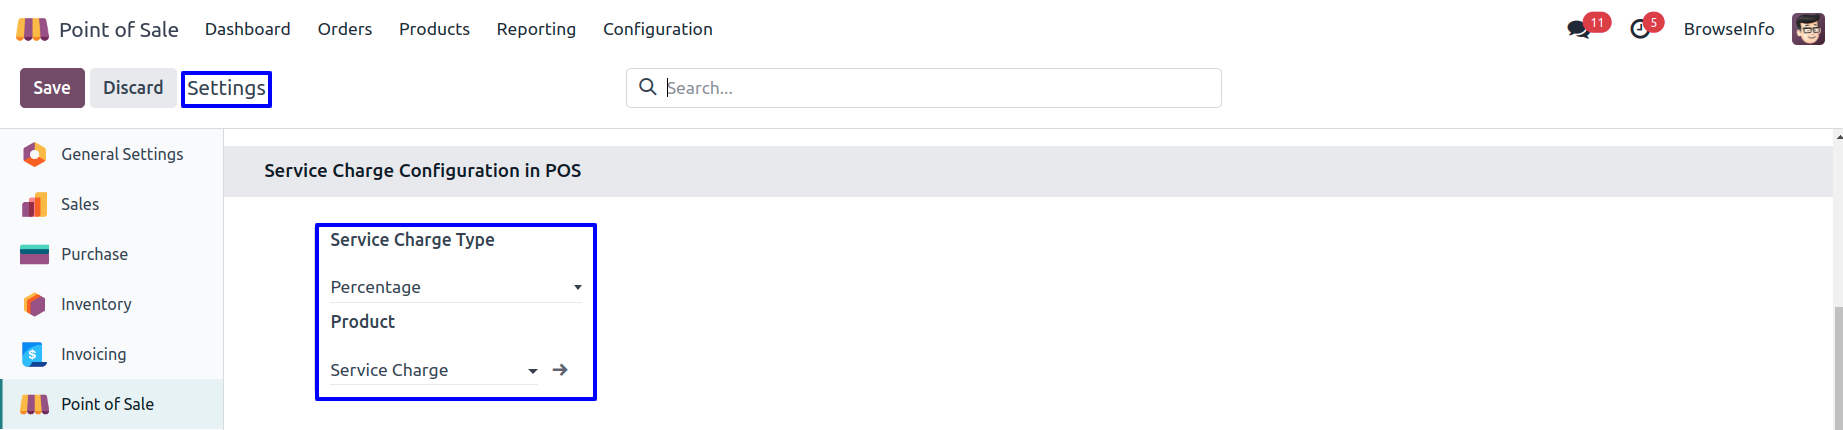 Point of Sale Dashboard Orders Products Reporting Configuration 11 5 BrowseInfo
Save Discard Settings Search...
General Settings
Sales
Purchase
Inventory
Invoicing
Point of Sale
Service Charge Configuration in POS
Service Charge Type
Percentage
Product
Service Charge